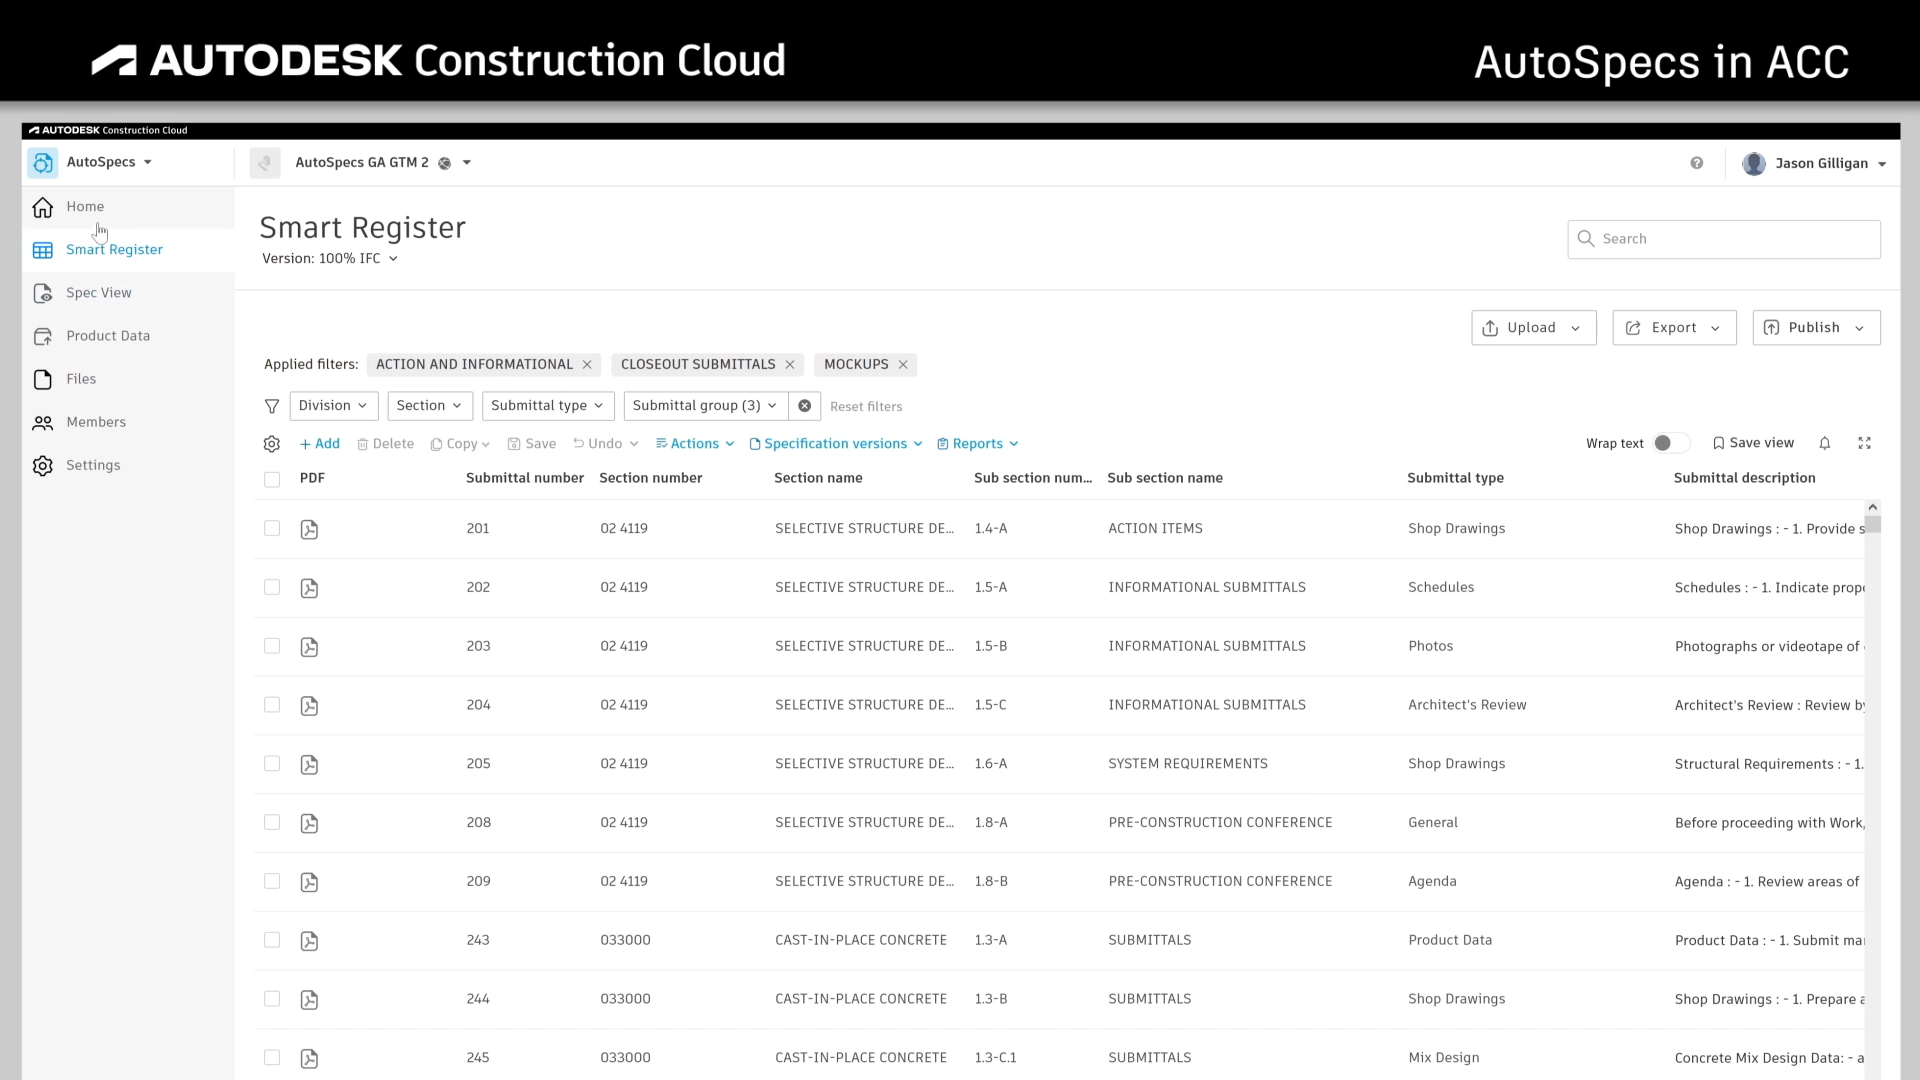 AUTODESK Construction Cloud
AutoSpecs in ACC
AUTODESK Construction Cloud
AutoSpecs
AutoSpecs GA GTM 2
Jason Gilligan
Home
Smart Register
Spec View
Product Data
Files
Members
Settings
Smart Register
Version: 100% IFC
Search
Upload Export Publish
Applied filters: ACTION AND INFORMATIONAL CLOSEOUT SUBMITTALS MOCKUPS
Division Section Submittal type Submittal group (3) Reset filters
+ Add Delete Copy Save Undo Actions Specification versions Reports Wrap text Save view
PDF Submittal number Section number Section name Sub section num... Sub section name Submittal type Submittal description
201 02 4119 SELECTIVE STRUCTURE DE... 1.4-A ACTION ITEMS Shop Drawings Shop Drawings : - 1. Provide s
202 02 4119 SELECTIVE STRUCTURE DE... 1.5-A INFORMATIONAL SUBMITTALS Schedules Schedules : - 1. Indicate prop
203 02 4119 SELECTIVE STRUCTURE DE... 1.5-B INFORMATIONAL SUBMITTALS Photos Photographs or videotape of
204 02 4119 SELECTIVE STRUCTURE DE... 1.5-C INFORMATIONAL SUBMITTALS Architect's Review Architect's Review : Review by
205 02 4119 SELECTIVE STRUCTURE DE... 1.6-A SYSTEM REQUIREMENTS Shop Drawings Structural Requirements : - 1.
208 02 4119 SELECTIVE STRUCTURE DE... 1.8-A PRE-CONSTRUCTION CONFERENCE General Before proceeding with Work,
209 02 4119 SELECTIVE STRUCTURE DE... 1.8-B PRE-CONSTRUCTION CONFERENCE Agenda Agenda : - 1. Review areas of
243 033000 CAST-IN-PLACE CONCRETE 1.3-A SUBMITTALS Product Data Product Data : - 1. Submit ma
244 033000 CAST-IN-PLACE CONCRETE 1.3-B SUBMITTALS Shop Drawings Shop Drawings : - 1. Prepare a
245 033000 CAST-IN-PLACE CONCRETE 1.3-C.1 SUBMITTALS Mix Design Concrete Mix Design Data: - a